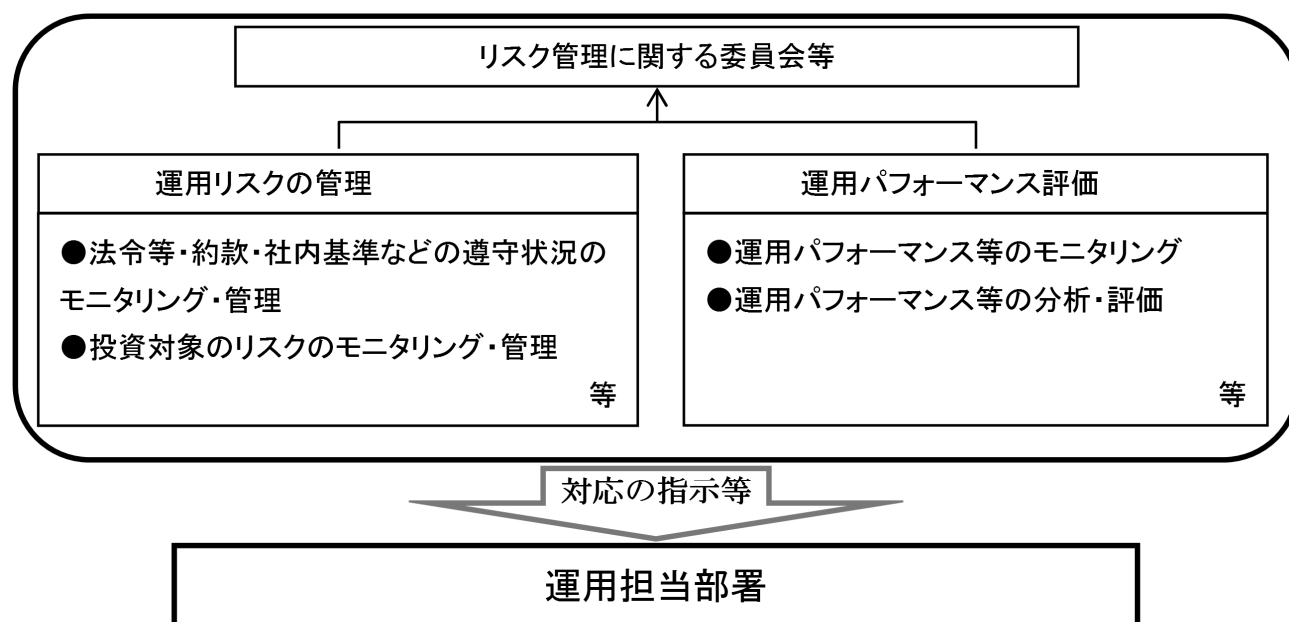 リスク管理に関する委員会等
運用リスクの管理
●法令等・約款・社内基準などの遵守状況の
モニタリング・管理
●投資対象のリスクのモニタリング・管理
等
運用パフォーマンス評価
●運用パフォーマンス等のモニタリング
●運用パフォーマンス等の分析・評価
等
対応の指示等
運用担当部署